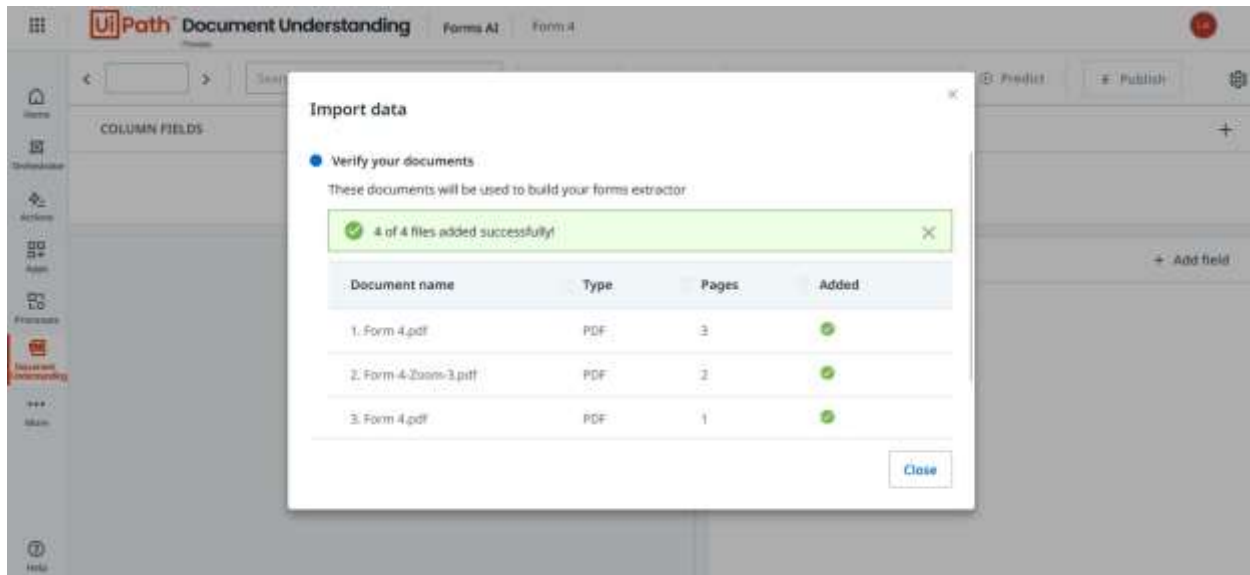 UiPath™ Document Understanding Forms AI Form 4
Predict Publish
Home
COLUMN FIELDS
Orchestrator
Actions
Apps
Processes
Document Understanding
More
Help
Import data
Verify your documents
These documents will be used to build your forms extractor
4 of 4 files added successfully!
Document name Type Pages Added
1. Form 4.pdf PDF 3
2. Form-4-Zoom-3.pdf PDF 2
3. Form 4.pdf PDF 1
Close
+ Add field